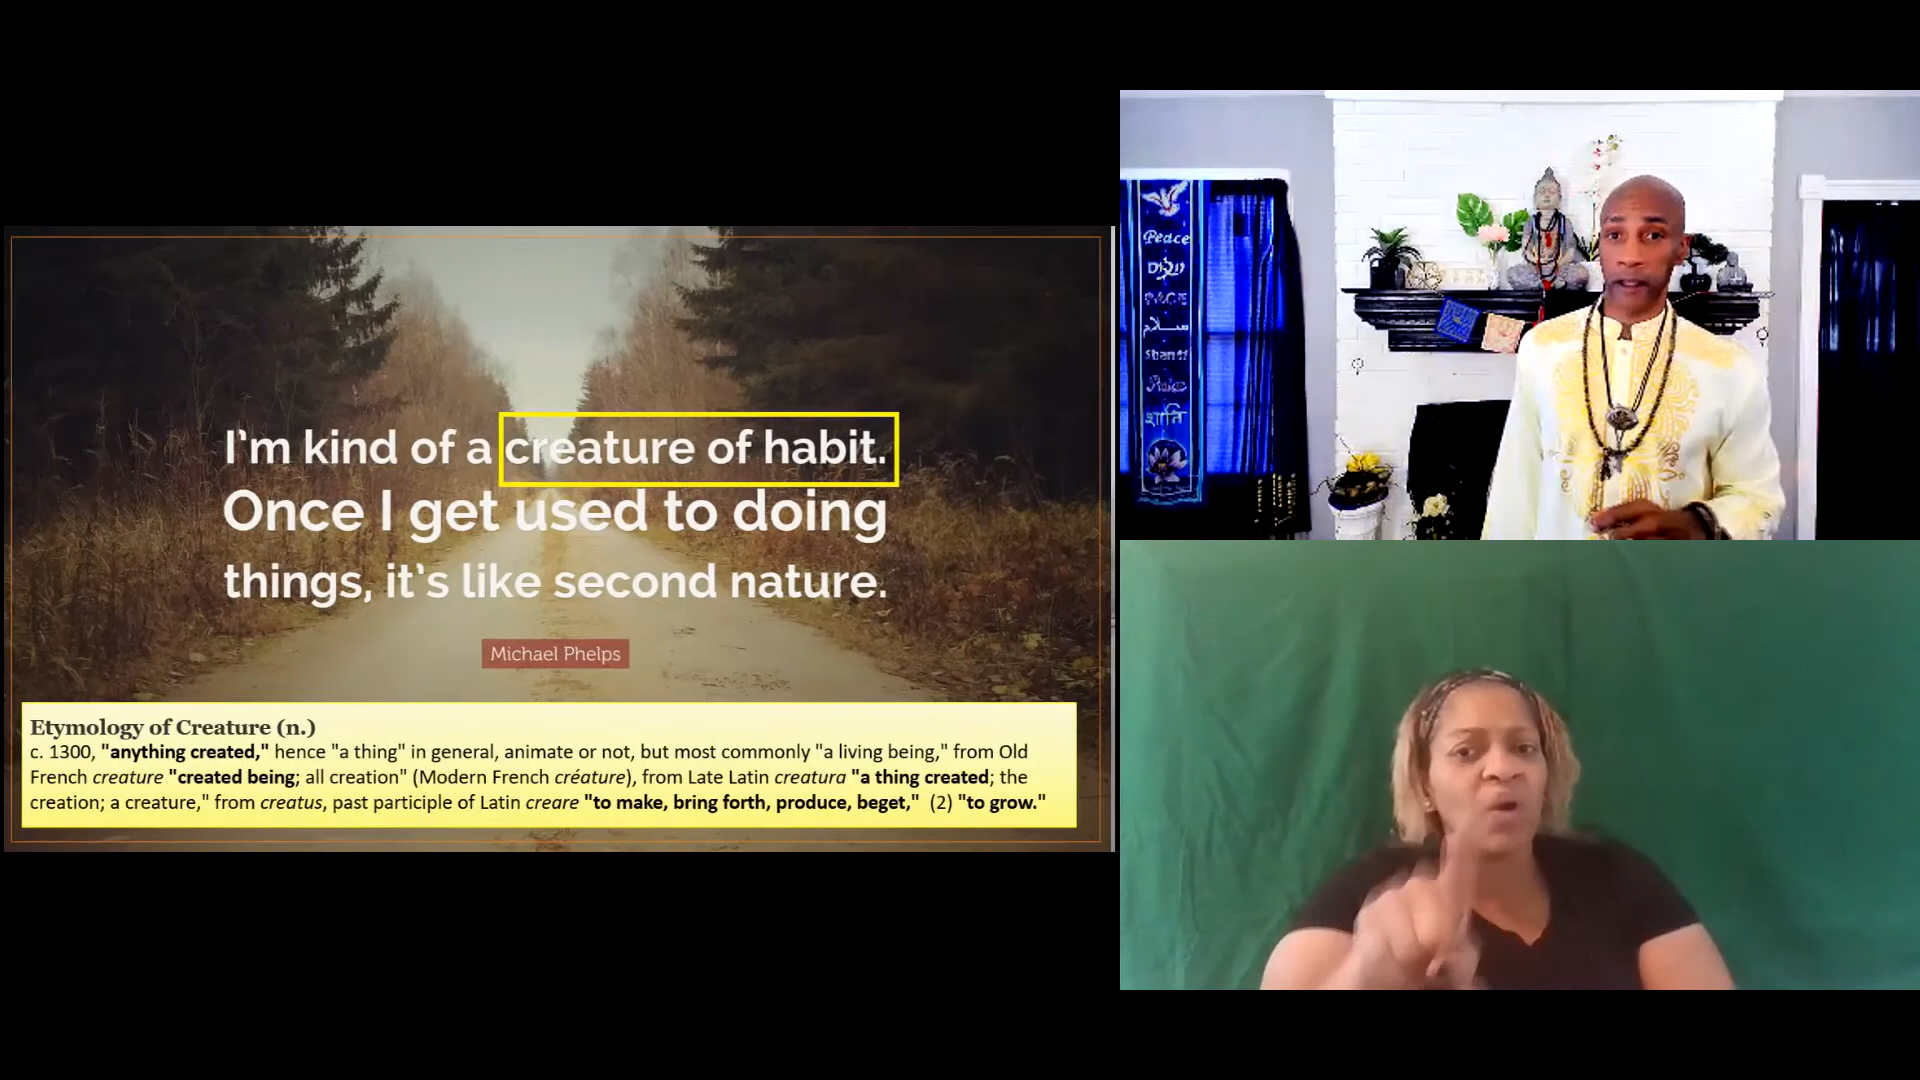 I'm kind of a creature of habit.
Once I get used to doing
things, it's like second nature.
Michael Phelps
Etymology of Creature (n.)
c. 1300, "anything created," hence "a thing" in general, animate or not, but most commonly "a living being," from Old
French creature "created being; all creation" (Modern French créature), from Late Latin creatura "a thing created; the
creation; a creature," from creatus, past participle of Latin creare "to make, bring forth, produce, beget," (2) "to grow."
Peace
שלום
PACE
سلام
Shanti
शान्ति